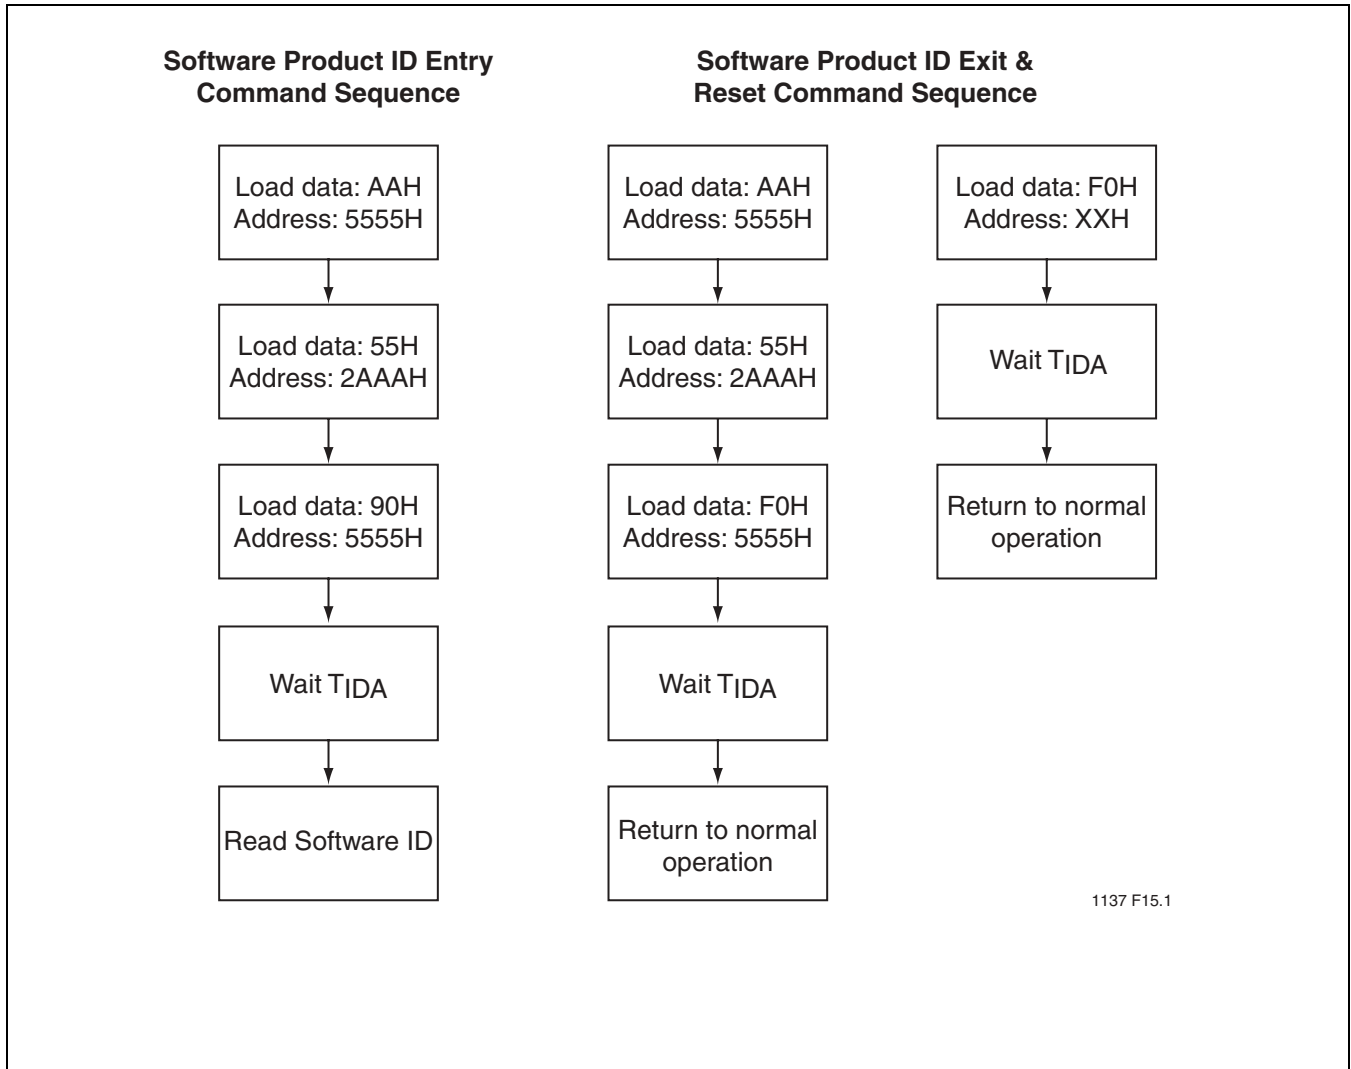 Software Product ID Entry
Command Sequence
Load data: AAH
Address: 5555H
Load data: 55H
Address: 2AAAH
Load data: 90H
Address: 5555H
Wait TIDA
Read Software ID
Software Product ID Exit &
Reset Command Sequence
Load data: AAH
Address: 5555H
Load data: 55H
Address: 2AAAH
Load data: F0H
Address: 5555H
Wait TIDA
Return to normal
operation
Load data: F0H
Address: XXH
Wait TIDA
Return to normal
operation
1137 F15.1